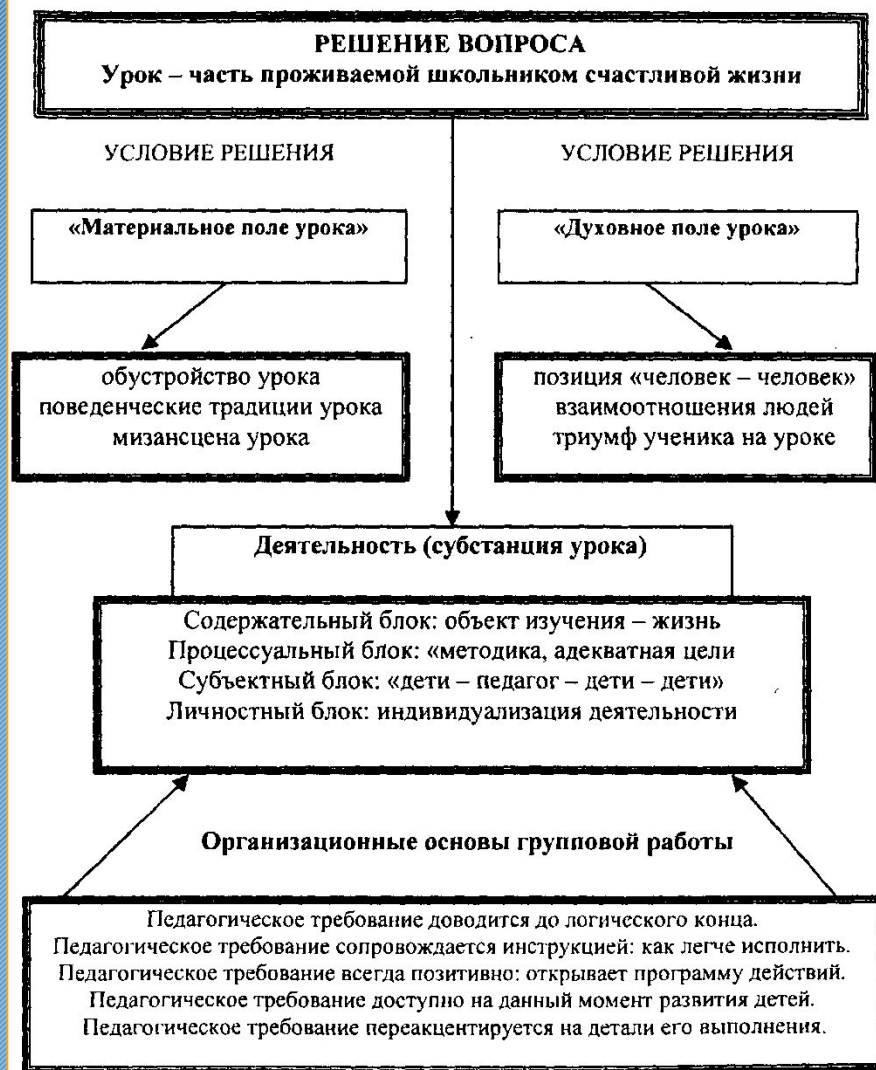 РЕШЕНИЕ ВОПРОСА
Урок – часть проживаемой школьником счастливой жизни
УСЛОВИЕ РЕШЕНИЯ
УСЛОВИЕ РЕШЕНИЯ
«Материальное поле урока»
«Духовное поле урока»
обустройство урока
поведенческие традиции урока
мизансцена урока
позиция «человек – человек»
взаимоотношения людей
триумф ученика на уроке
Деятельность (субстанция урока)
Содержательный блок: объект изучения – жизнь
Процессуальный блок: «методика, адекватная цели
Субъектный блок: «дети – педагог – дети – дети»
Личностный блок: индивидуализация деятельности
Организационные основы групповой работы
Педагогическое требование доводится до логического конца.
Педагогическое требование сопровождается инструкцией: как легче исполнить.
Педагогическое требование всегда позитивно: открывает программу действий.
Педагогическое требование доступно на данный момент развития детей.
Педагогическое требование переакцентируется на детали его выполнения.